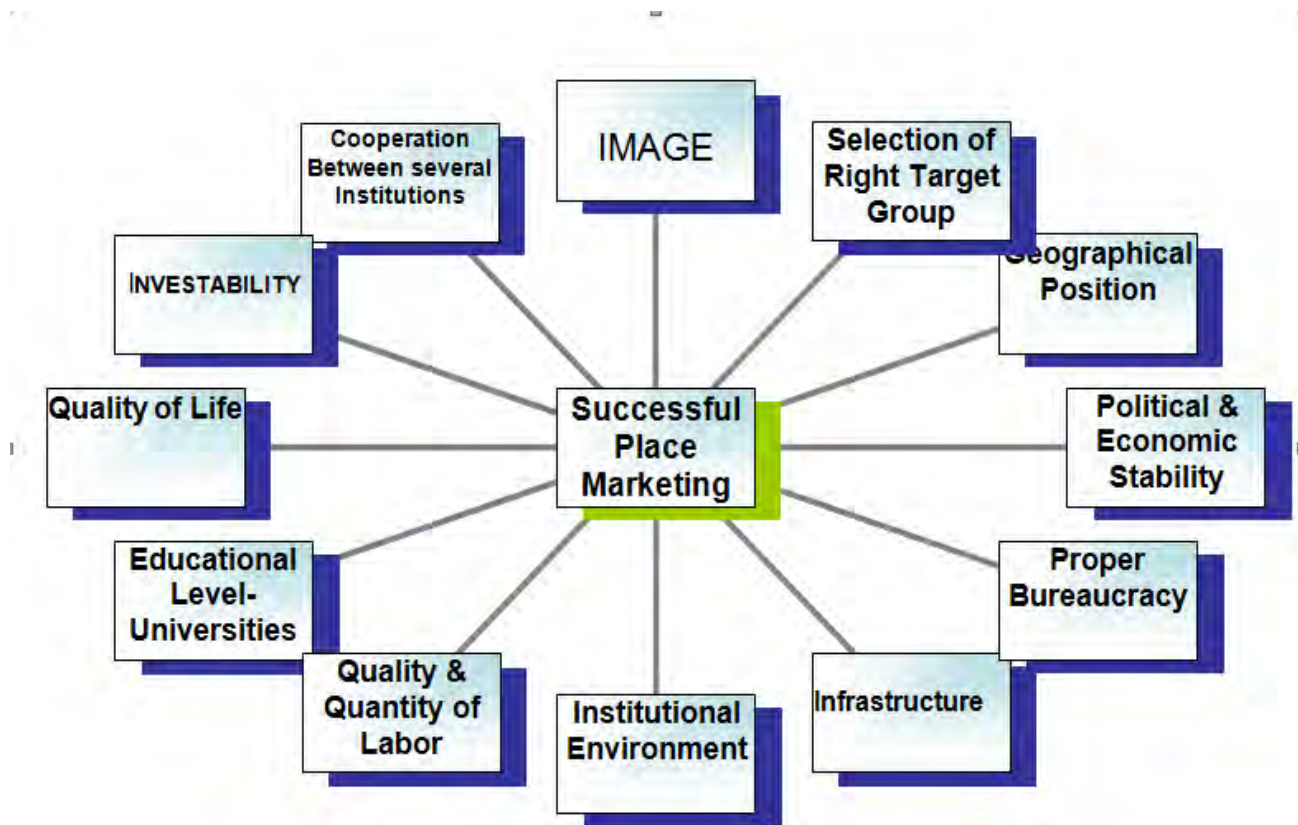 IMAGE
Selection of
Right Target
Group
Geographical
Position
Political &
Economic
Stability
Proper
Bureaucracy
Infrastructure
Institutional
Environment
Quality &
Quantity of
Labor
Educational
Level-
Universities
Quality of Life
INVESTABILITY
Cooperation
Between several
Institutions
Successful
Place
Marketing